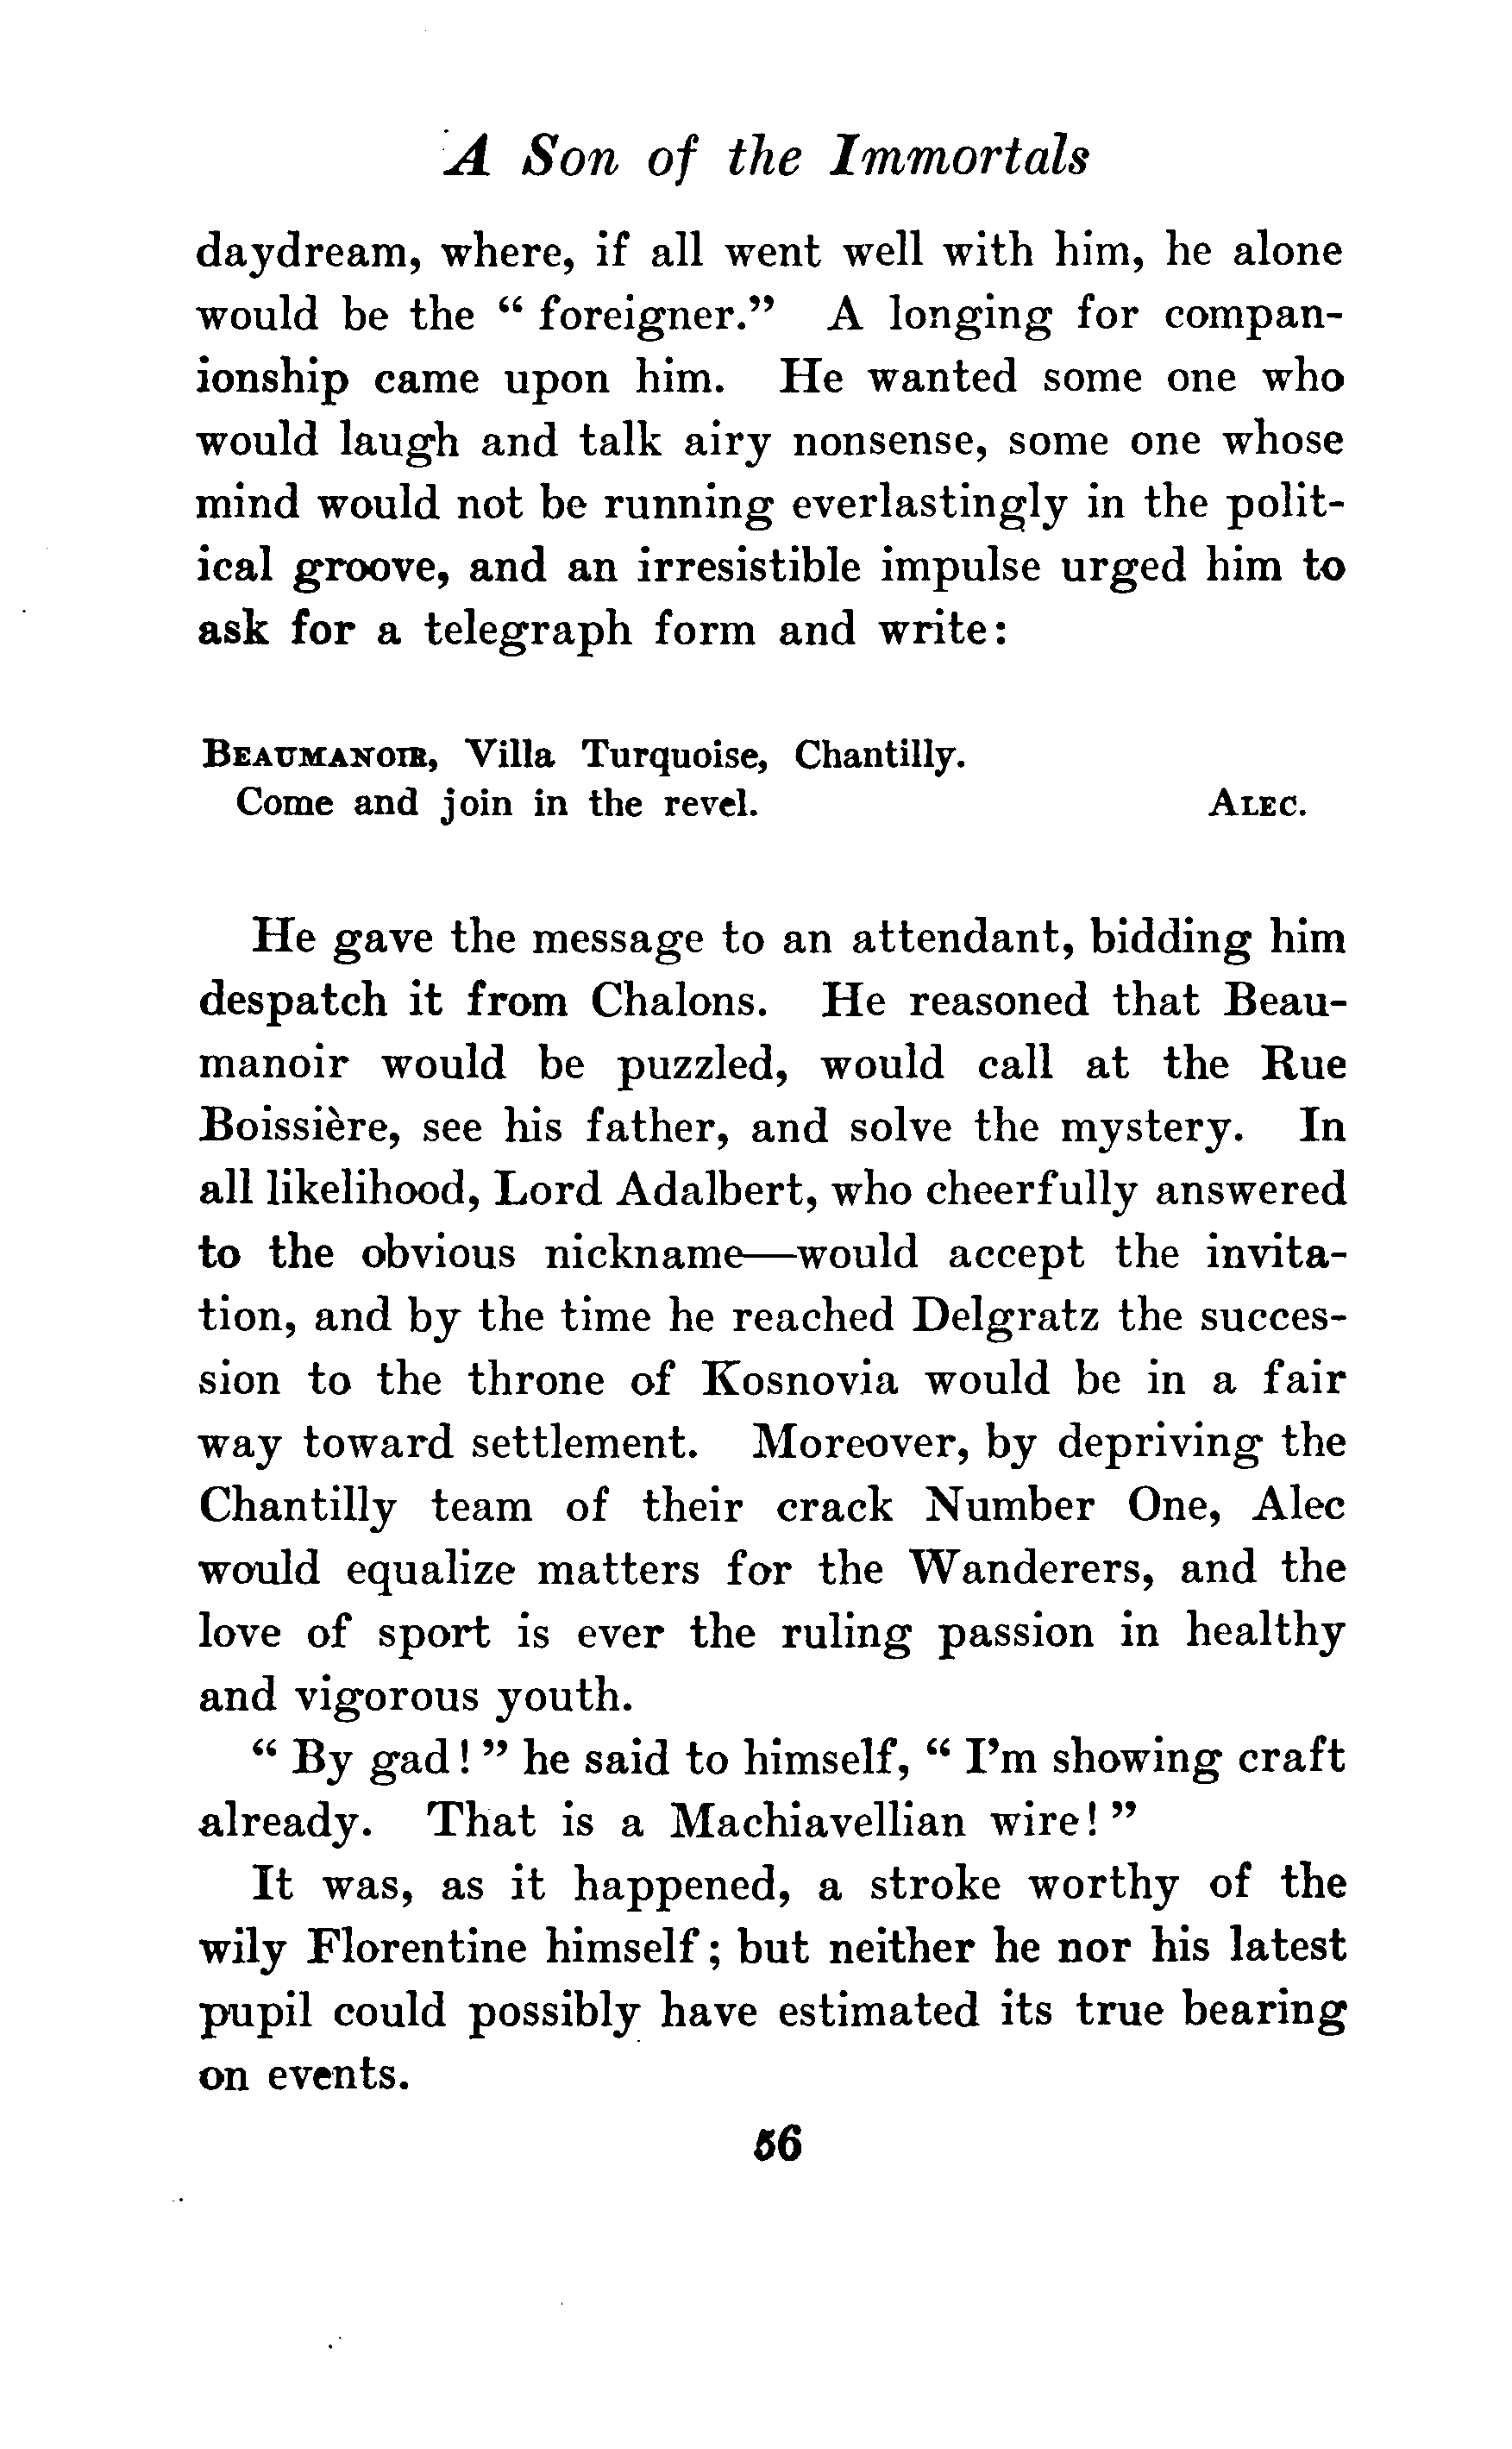 A Son of the Immortals
daydream, where, if all went well with him, he alone
would be the “ foreigner.” A longing for compan-
ionship came upon him. He wanted some one who
would laugh and talk airy nonsense, some one whose
mind would not be running everlastingly in the polit-
ical groove, and an irresistible impulse urged him to
ask for a telegraph form and write:
BEAUMANOIR, Villa Turquoise, Chantilly.
Come and join in the revel. ALEC.
He gave the message to an attendant, bidding him
despatch it from Chalons. He reasoned that Beau-
manoir would be puzzled, would call at the Rue
Boissière, see his father, and solve the mystery. In
all likelihood, Lord Adalbert, who cheerfully answered
to the obvious nickname—would accept the invita-
tion, and by the time he reached Delgratz the succes-
sion to the throne of Kosnovia would be in a fair
way toward settlement. Moreover, by depriving the
Chantilly team of their crack Number One, Alec
would equalize matters for the Wanderers, and the
love of sport is ever the ruling passion in healthy
and vigorous youth.
“ By gad! ” he said to himself, “ I’m showing craft
already. That is a Machiavellian wire! ”
It was, as it happened, a stroke worthy of the
wily Florentine himself; but neither he nor his latest
pupil could possibly have estimated its true bearing
on events.
56